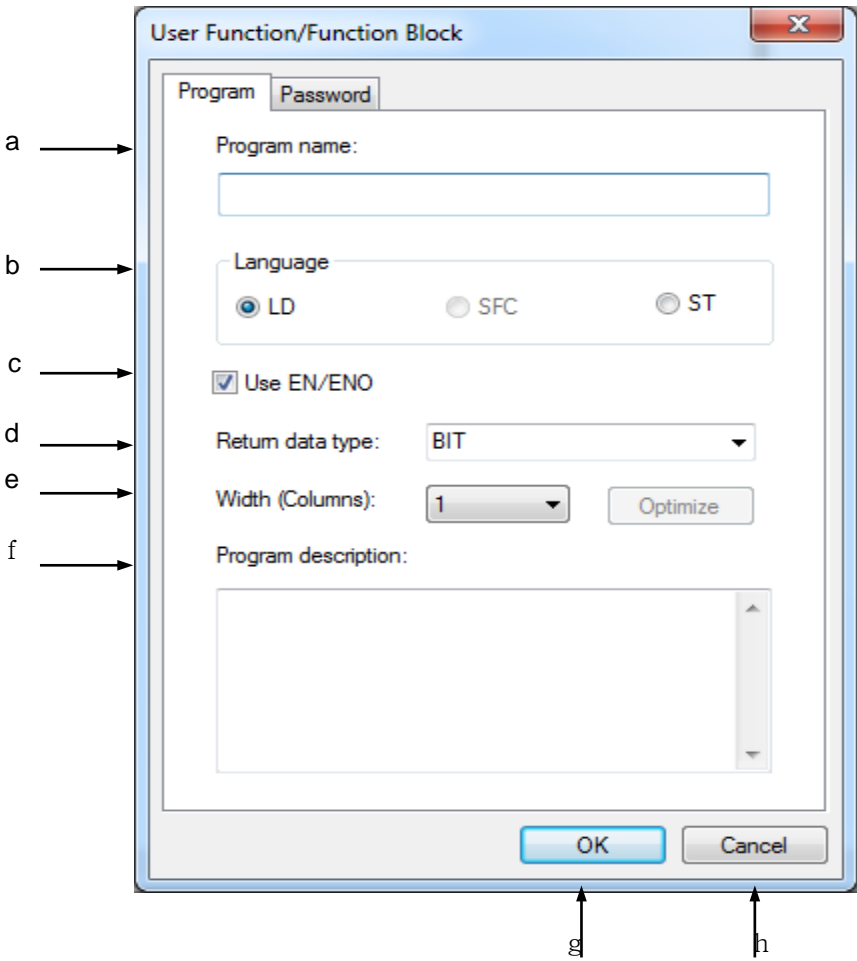 User Function/Function Block
Program Password
a Program name:
b Language
LD SFC ST
c Use EN/ENO
d Return data type: BIT
e Width (Columns): 1 Optimize
f Program description:
OK Cancel
g h